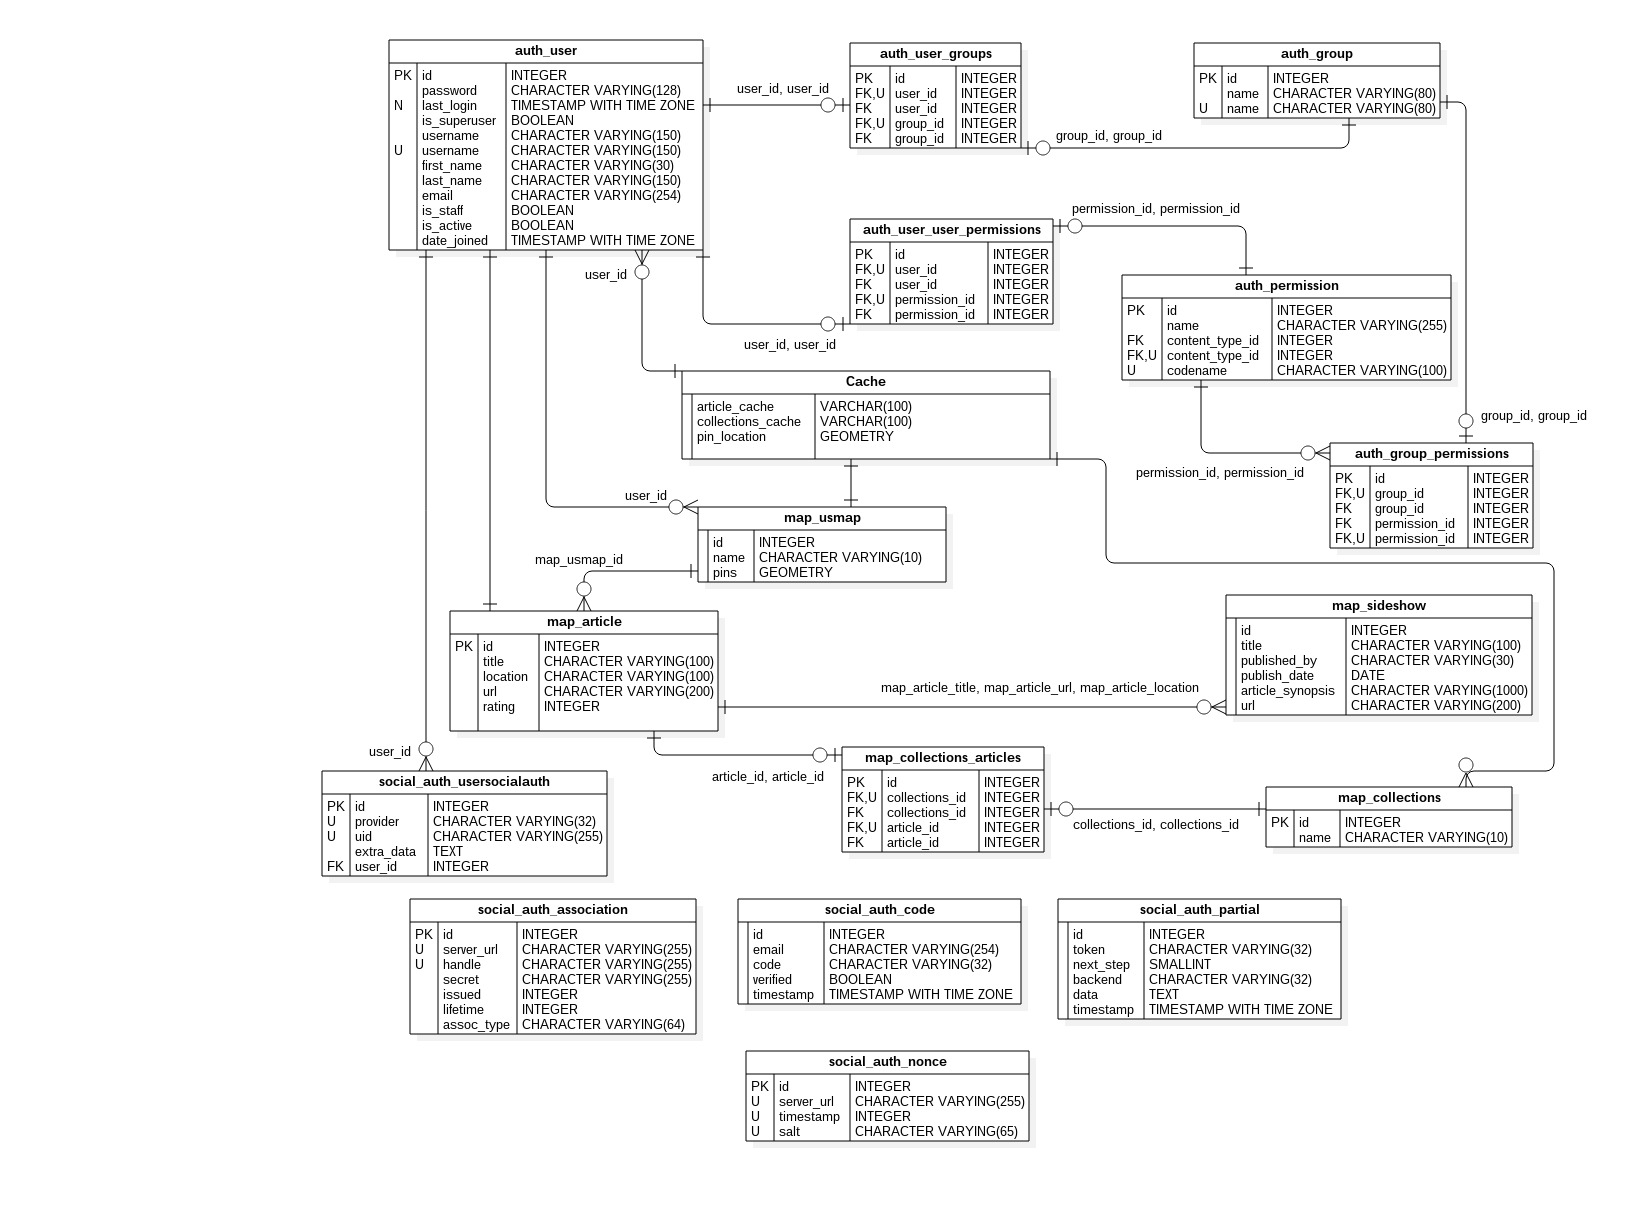 auth_user
PK id INTEGER
password CHARACTER VARYING(128)
N last_login TIMESTAMP WITH TIME ZONE
is_superuser BOOLEAN
username CHARACTER VARYING(150)
U username CHARACTER VARYING(150)
first_name CHARACTER VARYING(30)
last_name CHARACTER VARYING(150)
email CHARACTER VARYING(254)
is_staff BOOLEAN
is_active BOOLEAN
date_joined TIMESTAMP WITH TIME ZONE
user_id, user_id
auth_user_groups
PK id INTEGER
FK,U user_id INTEGER
FK user_id INTEGER
FK,U group_id INTEGER
FK group_id INTEGER
group_id, group_id
auth_group
PK id INTEGER
name CHARACTER VARYING(80)
U name CHARACTER VARYING(80)
permission_id, permission_id
auth_user_user_permissions
PK id INTEGER
FK,U user_id INTEGER
FK user_id INTEGER
FK,U permission_id INTEGER
FK permission_id INTEGER
user_id
user_id, user_id
auth_permission
PK id INTEGER
name CHARACTER VARYING(255)
FK content_type_id INTEGER
FK,U content_type_id INTEGER
U codename CHARACTER VARYING(100)
Cache
article_cache VARCHAR(100)
collections_cache VARCHAR(100)
pin_location GEOMETRY
group_id, group_id
permission_id, permission_id
auth_group_permissions
PK id INTEGER
FK,U group_id INTEGER
FK group_id INTEGER
FK permission_id INTEGER
FK,U permission_id INTEGER
user_id
map_usmap
id INTEGER
name CHARACTER VARYING(10)
pins GEOMETRY
map_usmap_id
map_article
PK id INTEGER
title CHARACTER VARYING(100)
location CHARACTER VARYING(100)
url CHARACTER VARYING(200)
rating INTEGER
map_article_title, map_article_url, map_article_location
map_sideshow
id INTEGER
title CHARACTER VARYING(100)
published_by CHARACTER VARYING(30)
publish_date DATE
article_synopsis CHARACTER VARYING(1000)
url CHARACTER VARYING(200)
user_id
social_auth_usersocialauth
PK id INTEGER
U provider CHARACTER VARYING(32)
U uid CHARACTER VARYING(255)
extra_data TEXT
FK user_id INTEGER
article_id, article_id
map_collections_articles
PK id INTEGER
FK,U collections_id INTEGER
FK collections_id INTEGER
FK,U article_id INTEGER
FK article_id INTEGER
collections_id, collections_id
map_collections
PK id INTEGER
name CHARACTER VARYING(10)
social_auth_association
PK id INTEGER
U server_url CHARACTER VARYING(255)
U handle CHARACTER VARYING(255)
secret CHARACTER VARYING(255)
issued INTEGER
lifetime INTEGER
assoc_type CHARACTER VARYING(64)
social_auth_code
id INTEGER
email CHARACTER VARYING(254)
code CHARACTER VARYING(32)
verified BOOLEAN
timestamp TIMESTAMP WITH TIME ZONE
social_auth_partial
id INTEGER
token CHARACTER VARYING(32)
next_step SMALLINT
backend CHARACTER VARYING(32)
data TEXT
timestamp TIMESTAMP WITH TIME ZONE
social_auth_nonce
PK id INTEGER
U server_url CHARACTER VARYING(255)
U timestamp INTEGER
U salt CHARACTER VARYING(65)